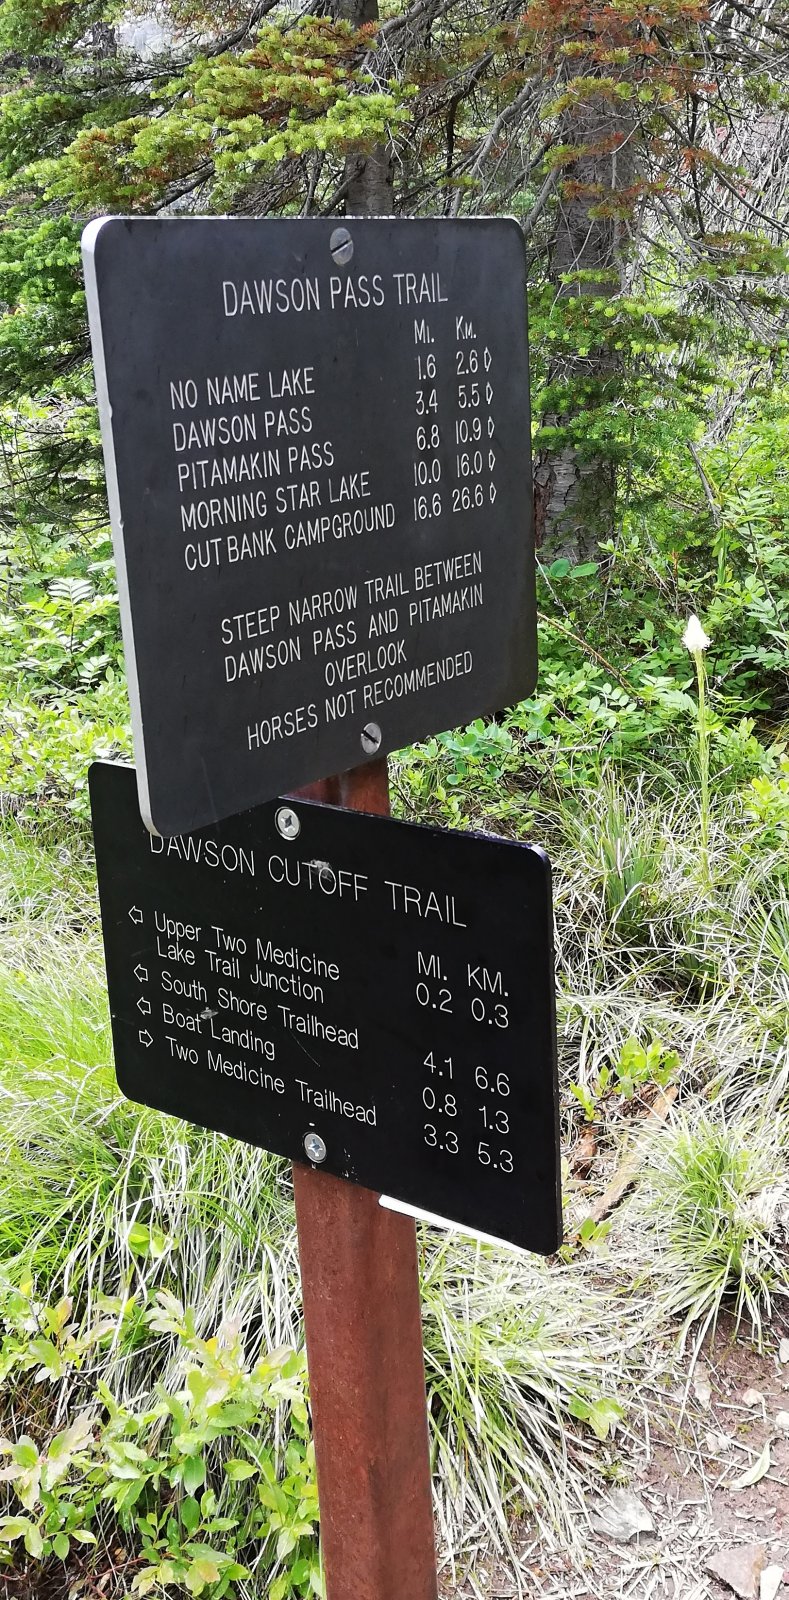 DAWSON PASS TRAIL
MI. KM.
NO NAME LAKE 1.6 2.6
DAWSON PASS 3.4 5.5
PITAMAKIN PASS 6.8 10.9
MORNING STAR LAKE 10.0 16.0
CUT BANK CAMPGROUND 16.6 26.6
STEEP NARROW TRAIL BETWEEN
DAWSON PASS AND PITAMAKIN
OVERLOOK
HORSES NOT RECOMMENDED
DAWSON CUTOFF TRAIL
MI. KM.
⇦ Upper Two Medicine
Lake Trail Junction 0.2 0.3
⇦ South Shore Trailhead 4.1 6.6
⇦ Boat Landing 0.8 1.3
⇨ Two Medicine Trailhead 3.3 5.3